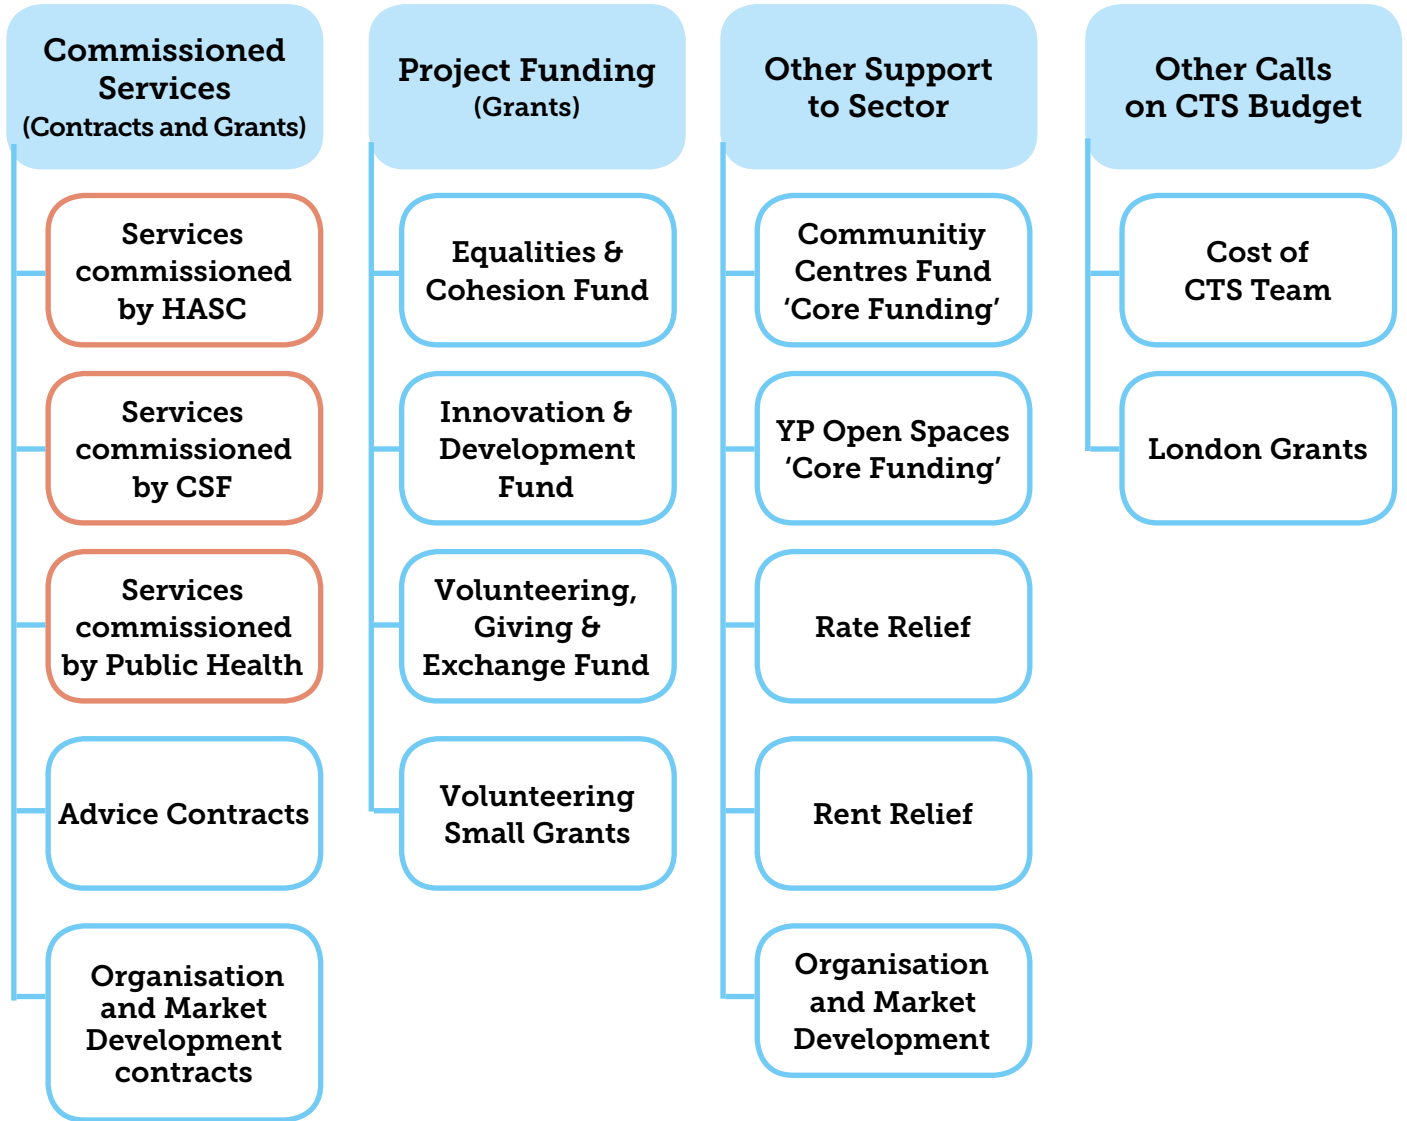 Commissioned
Services
(Contracts and Grants)
Services
commissioned
by HASC
Services
commissioned
by CSF
Services
commissioned
by Public Health
Advice Contracts
Organisation
and Market
Development
contracts
Project Funding
(Grants)
Equalities &
Cohesion Fund
Innovation &
Development
Fund
Volunteering,
Giving &
Exchange Fund
Volunteering
Small Grants
Other Support
to Sector
Communitiy
Centres Fund
‘Core Funding’
YP Open Spaces
‘Core Funding’
Rate Relief
Rent Relief
Organisation
and Market
Development
Other Calls
on CTS Budget
Cost of
CTS Team
London Grants